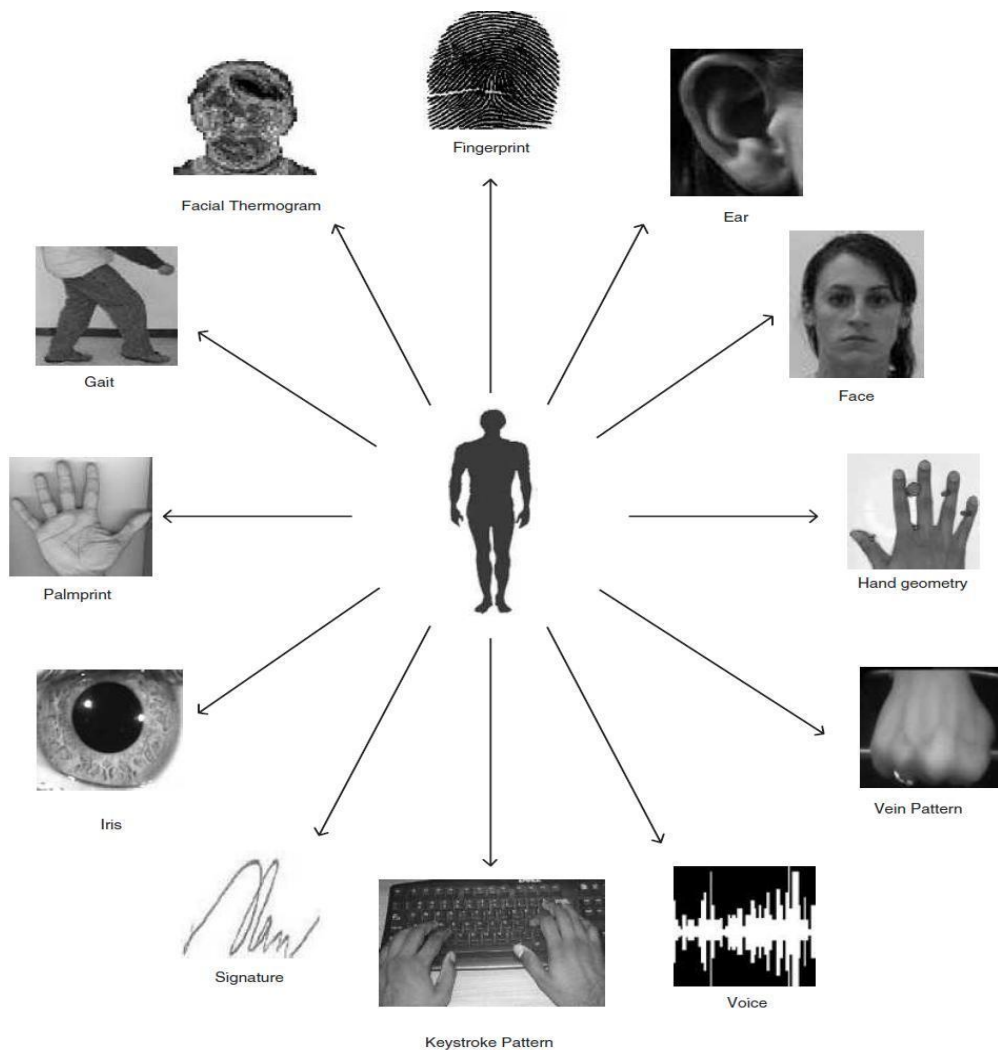 Fingerprint
Facial Thermogram
Ear
Gait
Face
Palmprint
Hand geometry
Iris
Vein Pattern
Signature
Keystroke Pattern
Voice